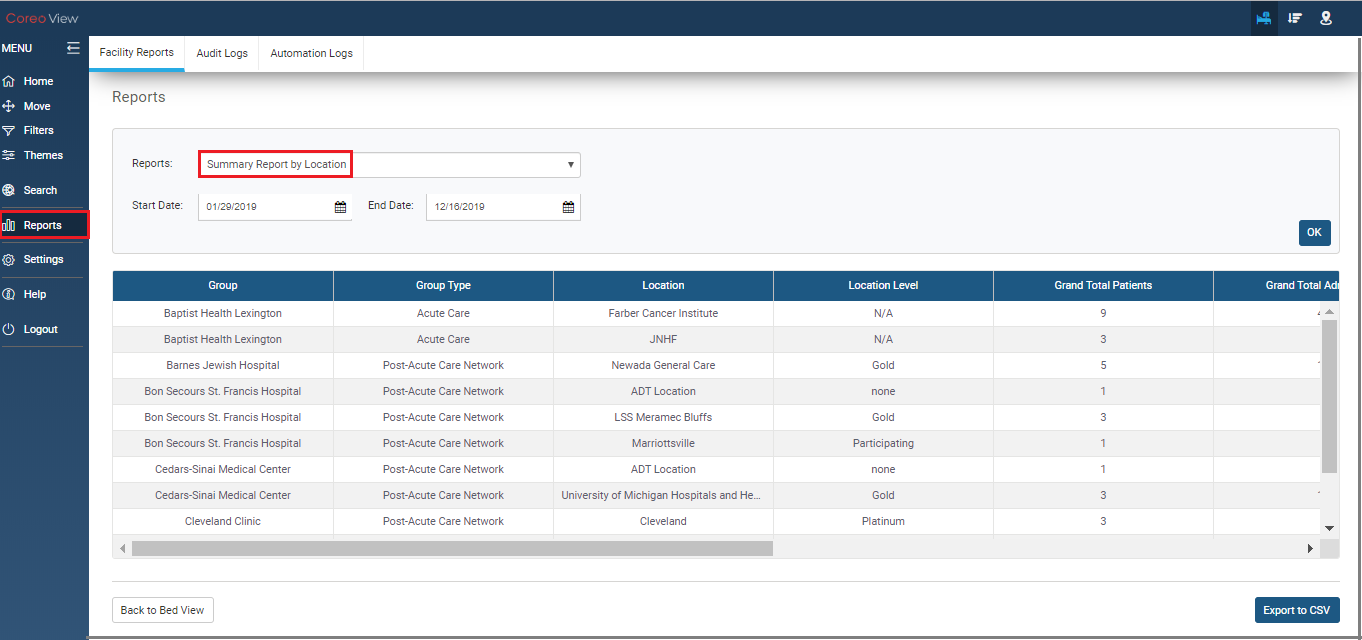 Coreo View
MENU
Home
Move
Filters
Themes
Search
Reports
Settings
Help
Logout
Facility Reports Audit Logs Automation Logs
Reports
Reports: Summary Report by Location
Start Date: 01/29/2019 End Date: 12/16/2019
OK
Group Group Type Location Location Level Grand Total Patients Grand Total
Baptist Health Lexington Acute Care Farber Cancer Institute N/A 9
Baptist Health Lexington Acute Care JNHF N/A 3
Barnes Jewish Hospital Post-Acute Care Network Newada General Care Gold 5
Bon Secours St. Francis Hospital Post-Acute Care Network ADT Location none 1
Bon Secours St. Francis Hospital Post-Acute Care Network LSS Meramec Bluffs Gold 3
Bon Secours St. Francis Hospital Post-Acute Care Network Marriottsville Participating 1
Cedars-Sinai Medical Center Post-Acute Care Network ADT Location none 1
Cedars-Sinai Medical Center Post-Acute Care Network University of Michigan Hospitals and He... Gold 3
Cleveland Clinic Post-Acute Care Network Cleveland Platinum 3
Back to Bed View Export to CSV